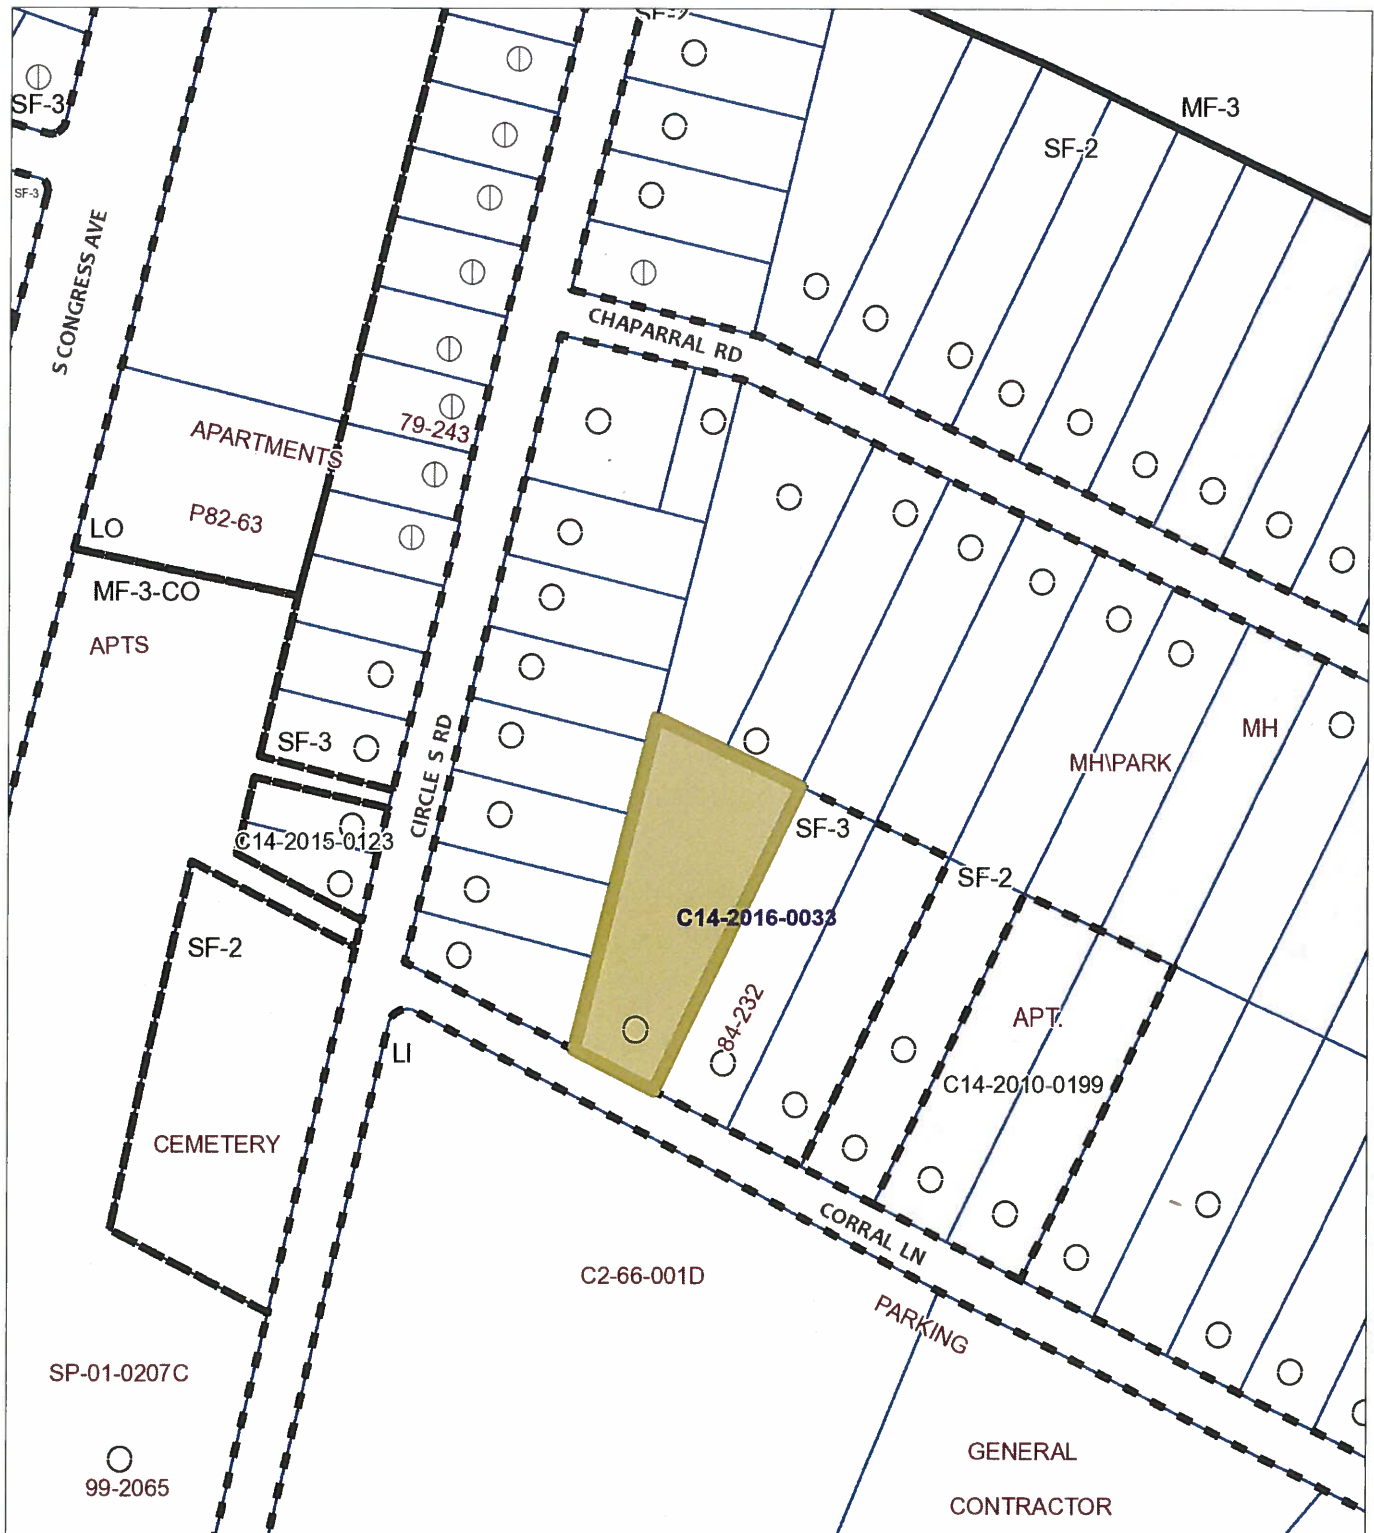 SF-2
SF-3
MF-3
SF-2
SF-3
S CONGRESS AVE
CHAPARRAL RD
APARTMENTS
79-243
P82-63
LO
MF-3-CO
APTS
SF-3
CIRCLE S RD
MH
MH\PARK
C14-2015-0123
SF-3
SF-2
C14-2016-0033
SF-2
84-232
APT.
LI
C14-2010-0199
CEMETERY
CORRAL LN
C2-66-001D
PARKING
SP-01-0207C
GENERAL
CONTRACTOR
99-2065